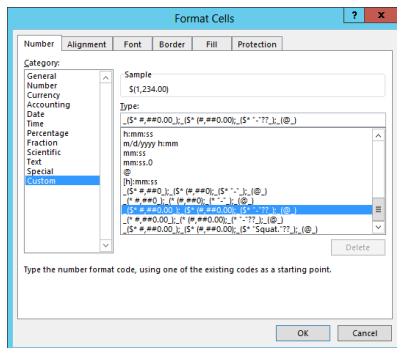 Format Cells
? x
Number Alignment Font Border Fill Protection
Category:
General
Number
Currency
Accounting
Date
Time
Percentage
Fraction
Scientific
Text
Special
Custom
Sample
$(1,234.00)
Type:
_($* #,##0.00_);_($* (#,##0.00);_($* "-"??_);_(@_)
h:mm:ss
m/d/yyyy h:mm
mm:ss
mm:ss.0
@
[h]:mm:ss
_($* #,##0_);_($* (#,##0);_($* "-"_);_(@_)
_(* #,##0_);_(* (#,##0);_(* "-"_);_(@_)
_($* #,##0.00_);_($* (#,##0.00);_($* "-"??_);_(@_)
_(* #,##0.00_);_(* (#,##0.00);_(* "-"??_);_(@_)
_($* #,##0.00_);_($* (#,##0.00);_($* "Squat."??_);_(@_)
Delete
Type the number format code, using one of the existing codes as a starting point.
OK Cancel